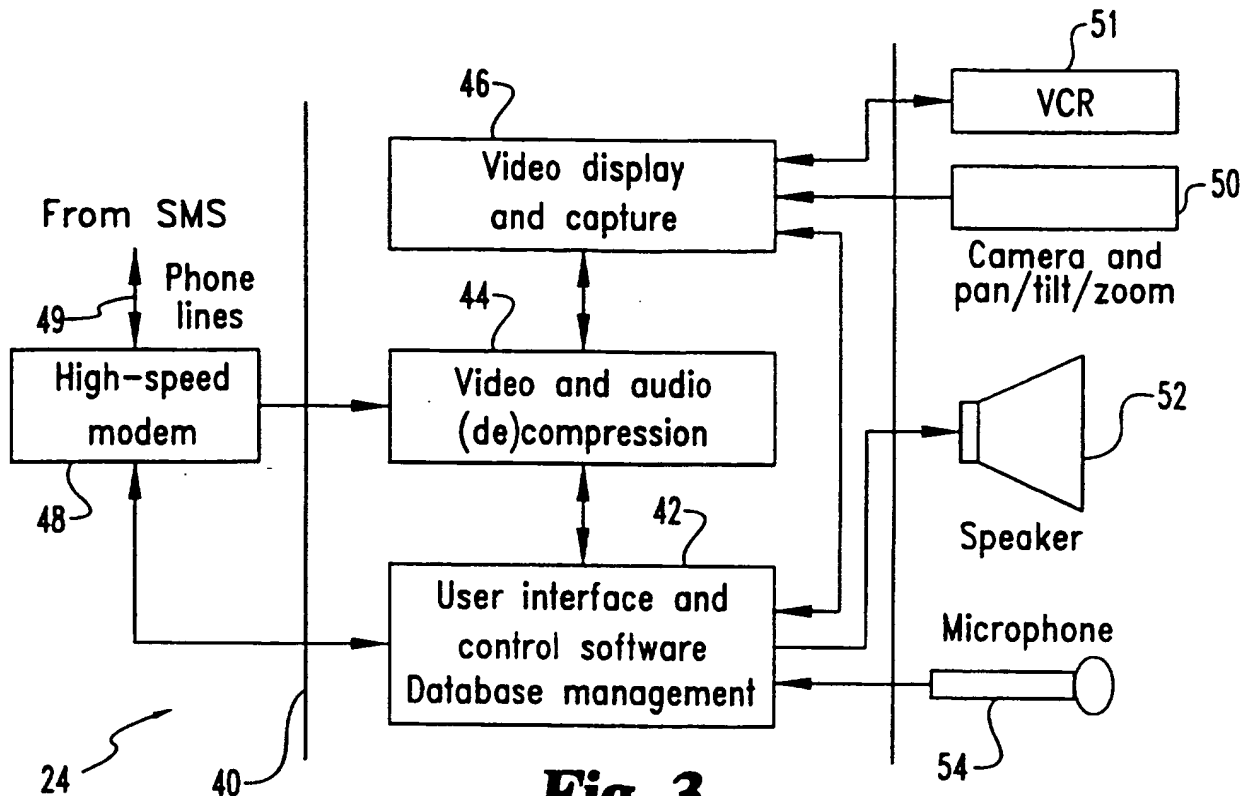 51
VCR
46
Video display
and capture
50
Camera and
pan/tilt/zoom
From SMS
Phone
lines
49
44
High-speed
modem
Video and audio
(de)compression
52
48
42
Speaker
User interface and
control software
Database management
Microphone
54
24
40
Fig. 3